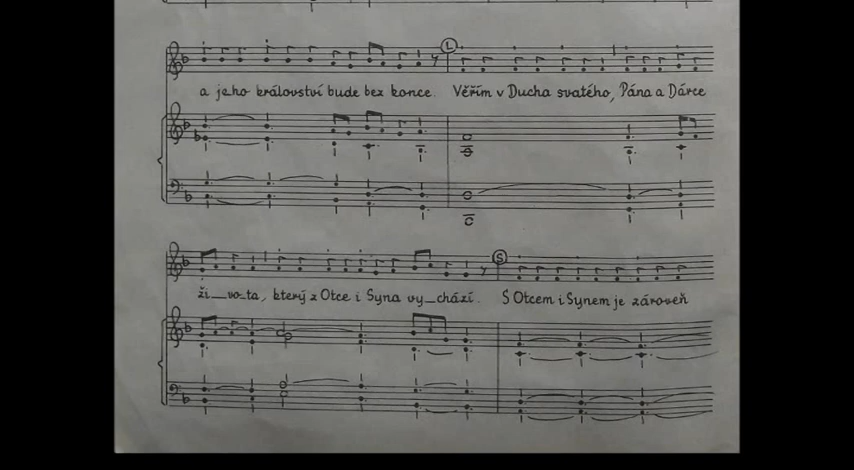 L
a jeho království bude bez konce. Věřím v Ducha svatého, Pána a Dárce
S
ži_vo_ta, který z Otce i Syna vy_chází. S Otcem i Synem je zároveň